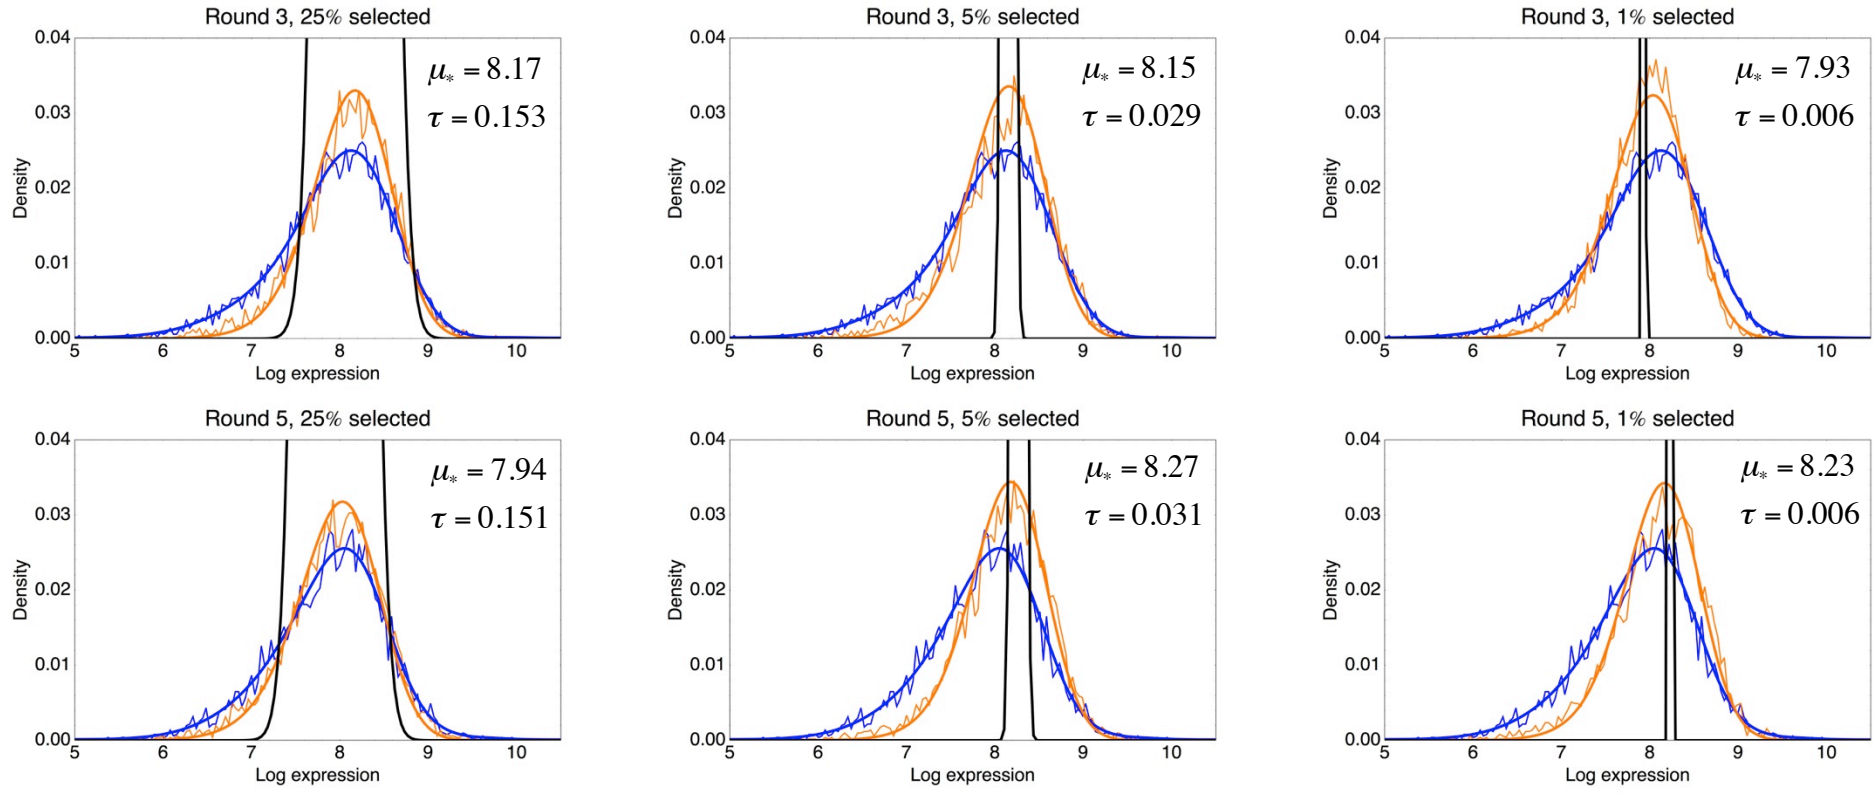 Round 3, 25% selected
0.04
0.03
0.02
0.01
0.00
Density
μ* = 8.17
τ = 0.153
5 6 7 8 9 10
Log expression
Round 3, 5% selected
0.04
0.03
0.02
0.01
0.00
Density
μ* = 8.15
τ = 0.029
5 6 7 8 9 10
Log expression
Round 3, 1% selected
0.04
0.03
0.02
0.01
0.00
Density
μ* = 7.93
τ = 0.006
5 6 7 8 9 10
Log expression
Round 5, 25% selected
0.04
0.03
0.02
0.01
0.00
Density
μ* = 7.94
τ = 0.151
5 6 7 8 9 10
Log expression
Round 5, 5% selected
0.04
0.03
0.02
0.01
0.00
Density
μ* = 8.27
τ = 0.031
5 6 7 8 9 10
Log expression
Round 5, 1% selected
0.04
0.03
0.02
0.01
0.00
Density
μ* = 8.23
τ = 0.006
5 6 7 8 9 10
Log expression